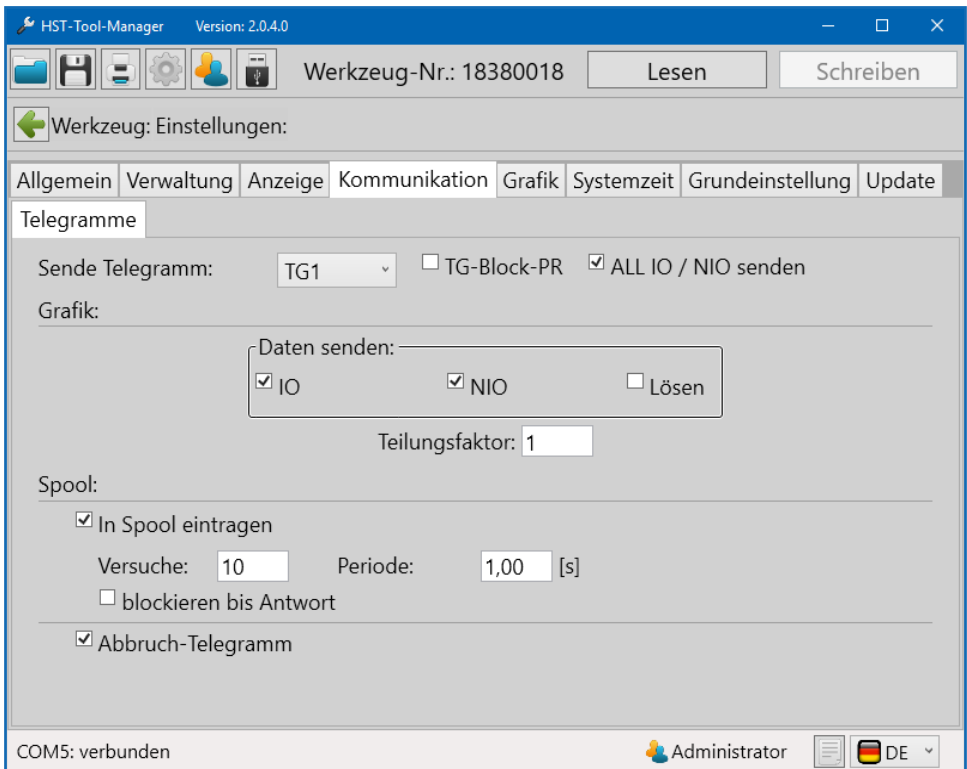 HST-Tool-Manager Version: 2.0.4.0
Werkzeug-Nr.: 18380018 Lesen Schreiben
Werkzeug: Einstellungen:
Allgemein Verwaltung Anzeige Kommunikation Grafik Systemzeit Grundeinstellung Update
Telegramme
Sende Telegramm: TG1 TG-Block-PR ALL IO / NIO senden
Grafik:
Daten senden:
IO NIO Lösen
Teilungsfaktor: 1
Spool:
In Spool eintragen
Versuche: 10 Periode: 1,00 [s]
blockieren bis Antwort
Abbruch-Telegramm
COM5: verbunden Administrator DE